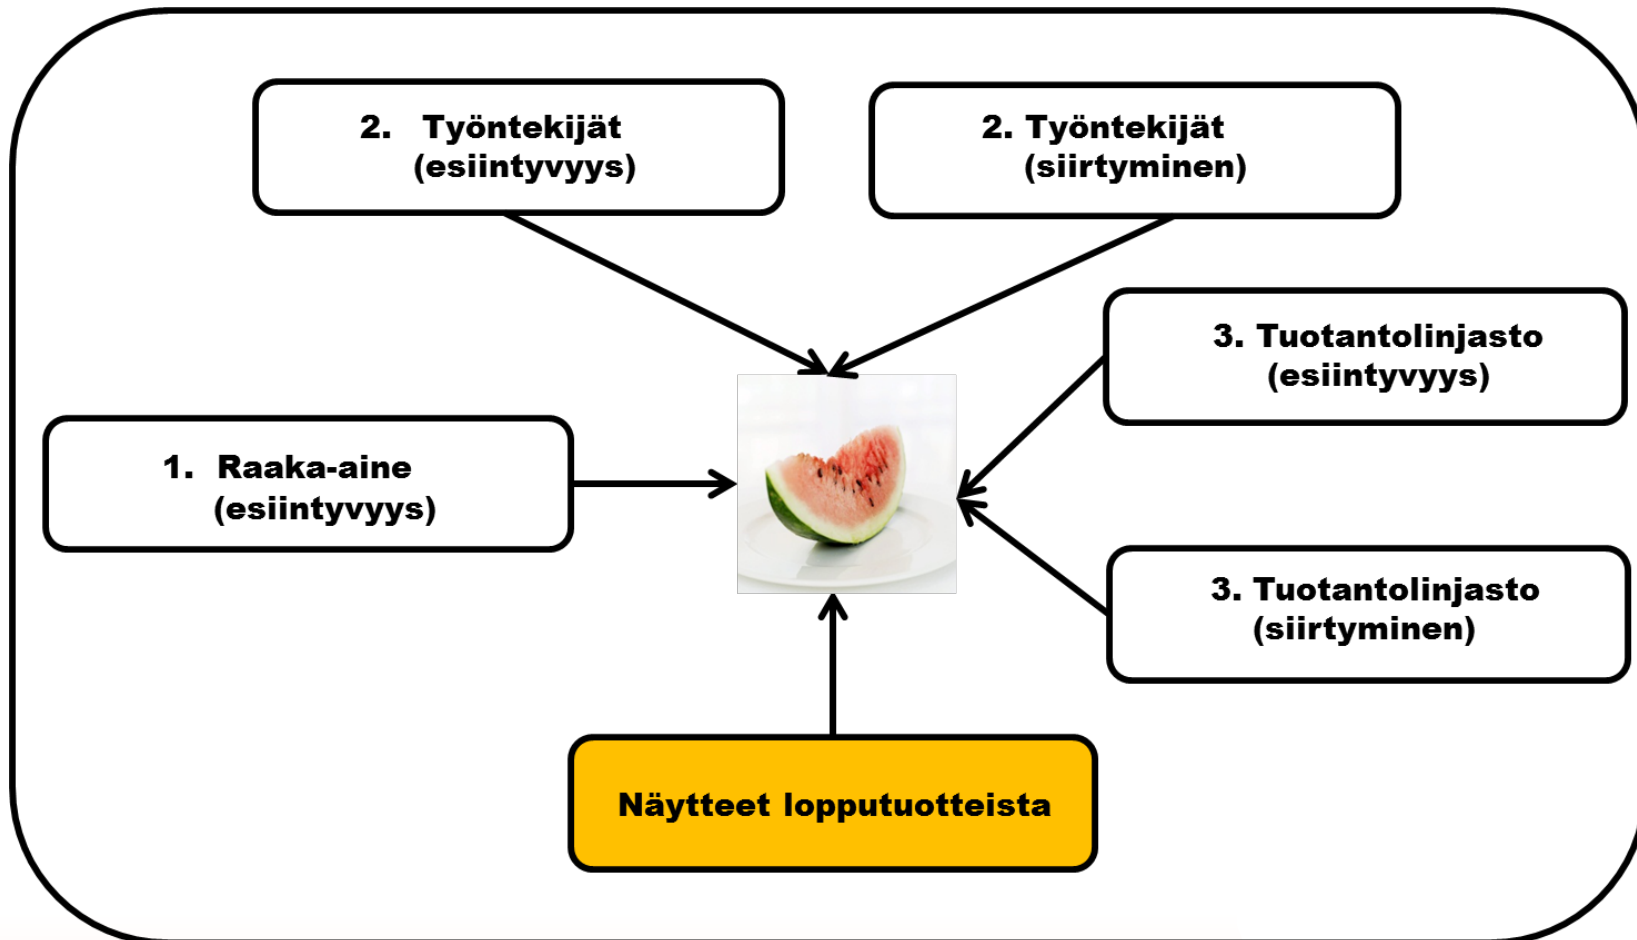 2. Työntekijät
(esiintyvyys)
2. Työntekijät
(siirtyminen)
3. Tuotantolinjasto
(esiintyvyys)
1. Raaka-aine
(esiintyvyys)
3. Tuotantolinjasto
(siirtyminen)
Näytteet lopputuotteista